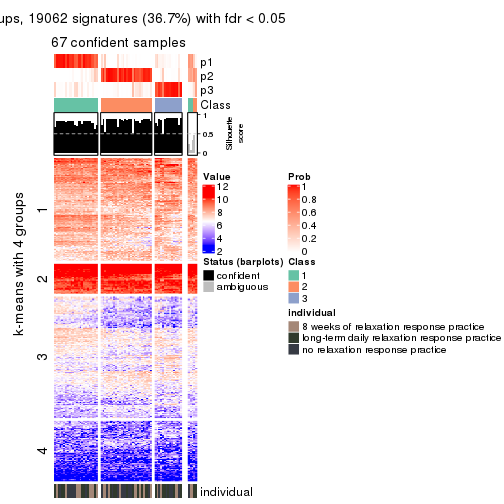 ups, 19062 signatures (36.7%) with fdr < 0.05
67 confident samples
p1
p2
p3
Class
1
0.5
0
Silhouette
score
k-means with 4 groups
1
2
3
4
individual
Value
12
10
8
6
4
2
Prob
1
0.8
0.6
0.4
0.2
0
Status (barplots)
confident
ambiguous
Class
1
2
3
individual
8 weeks of relaxation response practice
long-term daily relaxation response practice
no relaxation response practice